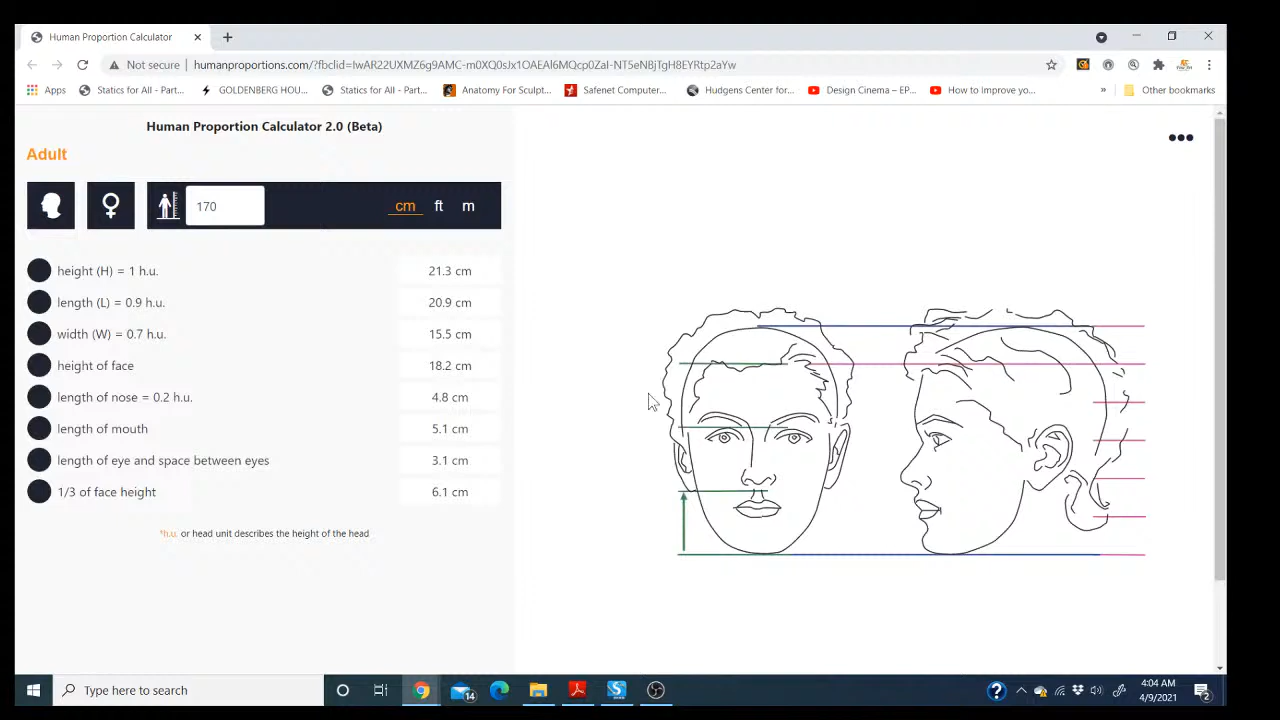 Human Proportion Calculator
Not secure | humanproportions.com/?fbclid=IwAR22UXMZ6g9AMC-m0XQ0sJx1OAEAl6MQcp0ZaI-NT5eNBjTgH8EYRtp2aYw
Apps
Statics for All - Part...
GOLDENBERG HOU...
Statics for All - Part...
Anatomy For Sculpt...
Safenet Computer...
Hudgens Center for...
Design Cinema – EP...
How to Improve yo...
»
Other bookmarks
Human Proportion Calculator 2.0 (Beta)
Adult
170 cm ft m
height (H) = 1 h.u. 21.3 cm
length (L) = 0.9 h.u. 20.9 cm
width (W) = 0.7 h.u. 15.5 cm
height of face 18.2 cm
length of nose = 0.2 h.u. 4.8 cm
length of mouth 5.1 cm
length of eye and space between eyes 3.1 cm
1/3 of face height 6.1 cm
*h.u. or head unit describes the height of the head
Type here to search
14
4:04 AM
4/9/2021
2